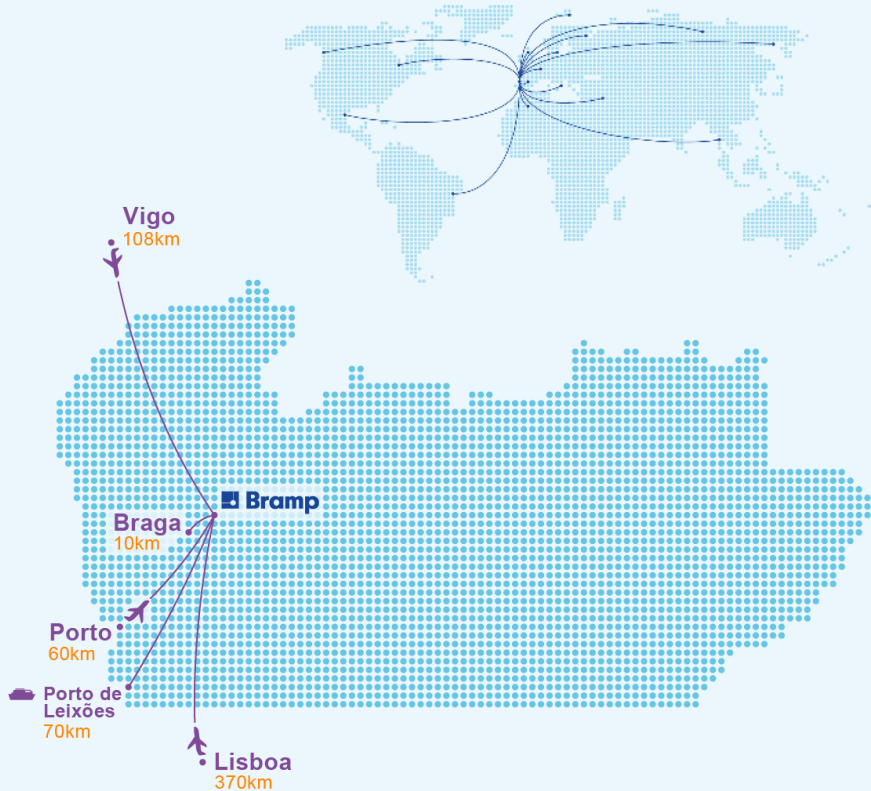 Vigo
108km
Bramp
Braga
10km
Porto
60km
Porto de
Leixões
70km
Lisboa
370km